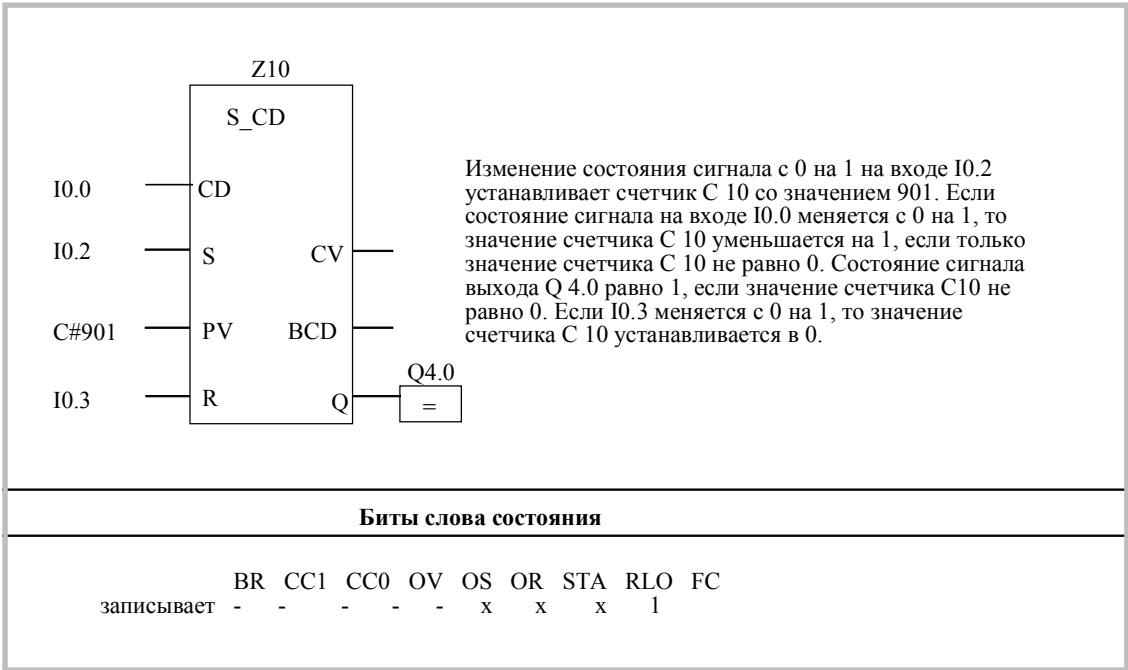 Z10
S_CD
I0.0 CD
I0.2 S CV
C#901 PV BCD
Q4.0
I0.3 R Q =
Изменение состояния сигнала с 0 на 1 на входе I0.2
устанавливает счетчик C 10 со значением 901. Если
состояние сигнала на входе I0.0 меняется с 0 на 1, то
значение счетчика C 10 уменьшается на 1, если только
значение счетчика C 10 не равно 0. Состояние сигнала
выхода Q 4.0 равно 1, если значение счетчика C10 не
равно 0. Если I0.3 меняется с 0 на 1, то значение
счетчика C 10 устанавливается в 0.
Биты слова состояния
BR CC1 CC0 OV OS OR STA RLO FC
записывает - - - - - x x x 1